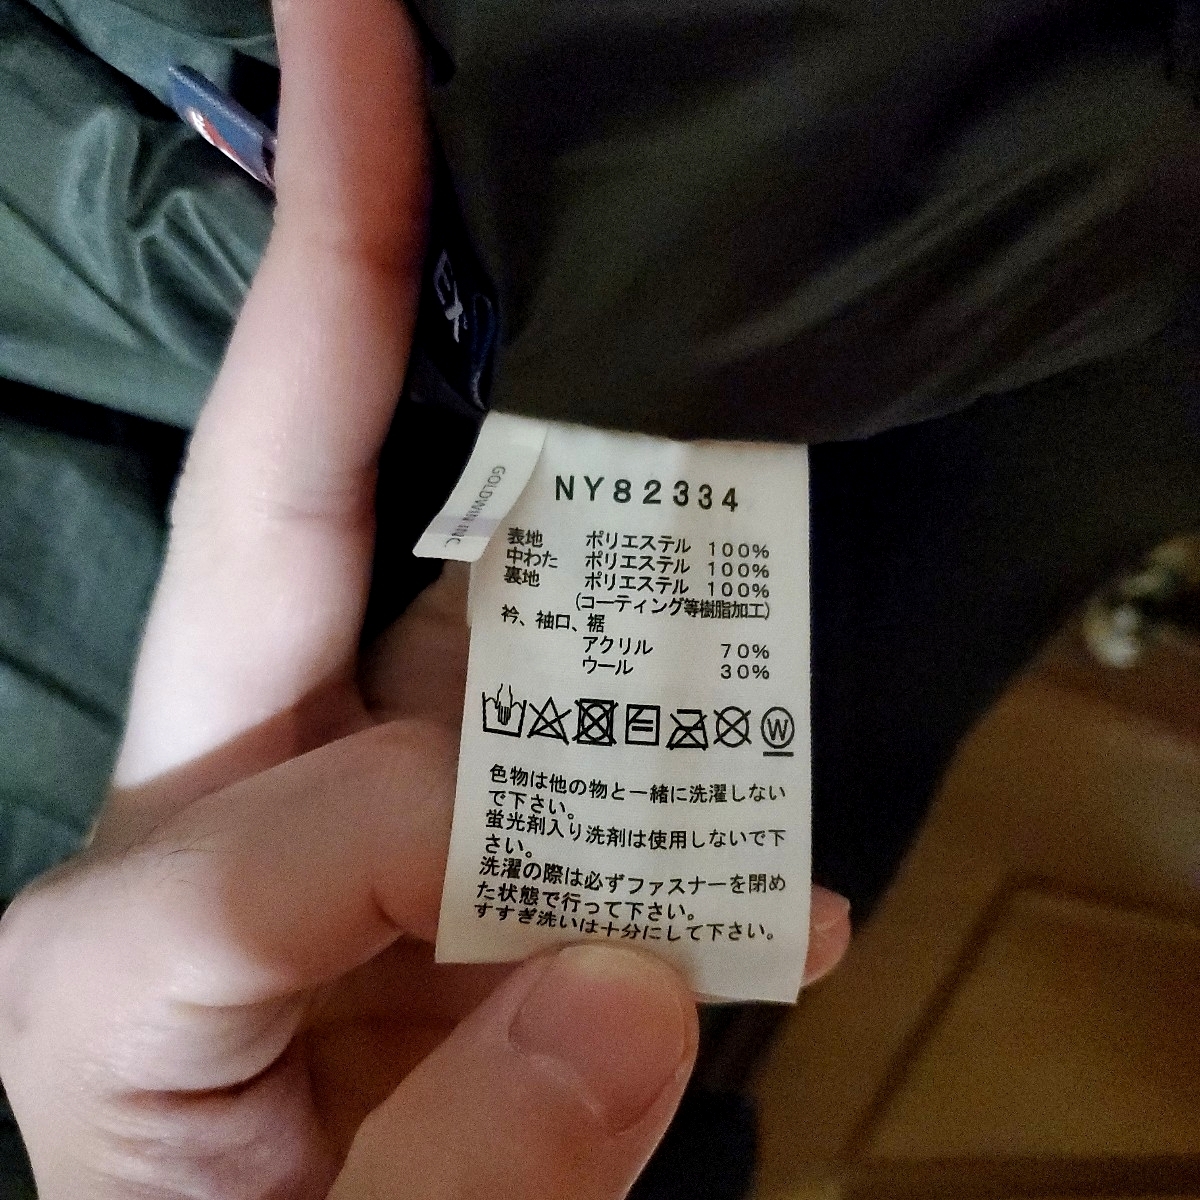 GOLDWIN INC
NY82334
表地 ポリエステル 100%
中わた ポリエステル 100%
裏地 ポリエステル 100%
(コーティング等樹脂加工)
衿、袖口、裾
アクリル 70%
ウール 30%
W
色物は他の物と一緒に洗濯しない
で下さい。
蛍光剤入り洗剤は使用しないで下
さい。
洗濯の際は必ずファスナーを閉め
た状態で行って下さい。
すすぎ洗いは十分にして下さい。